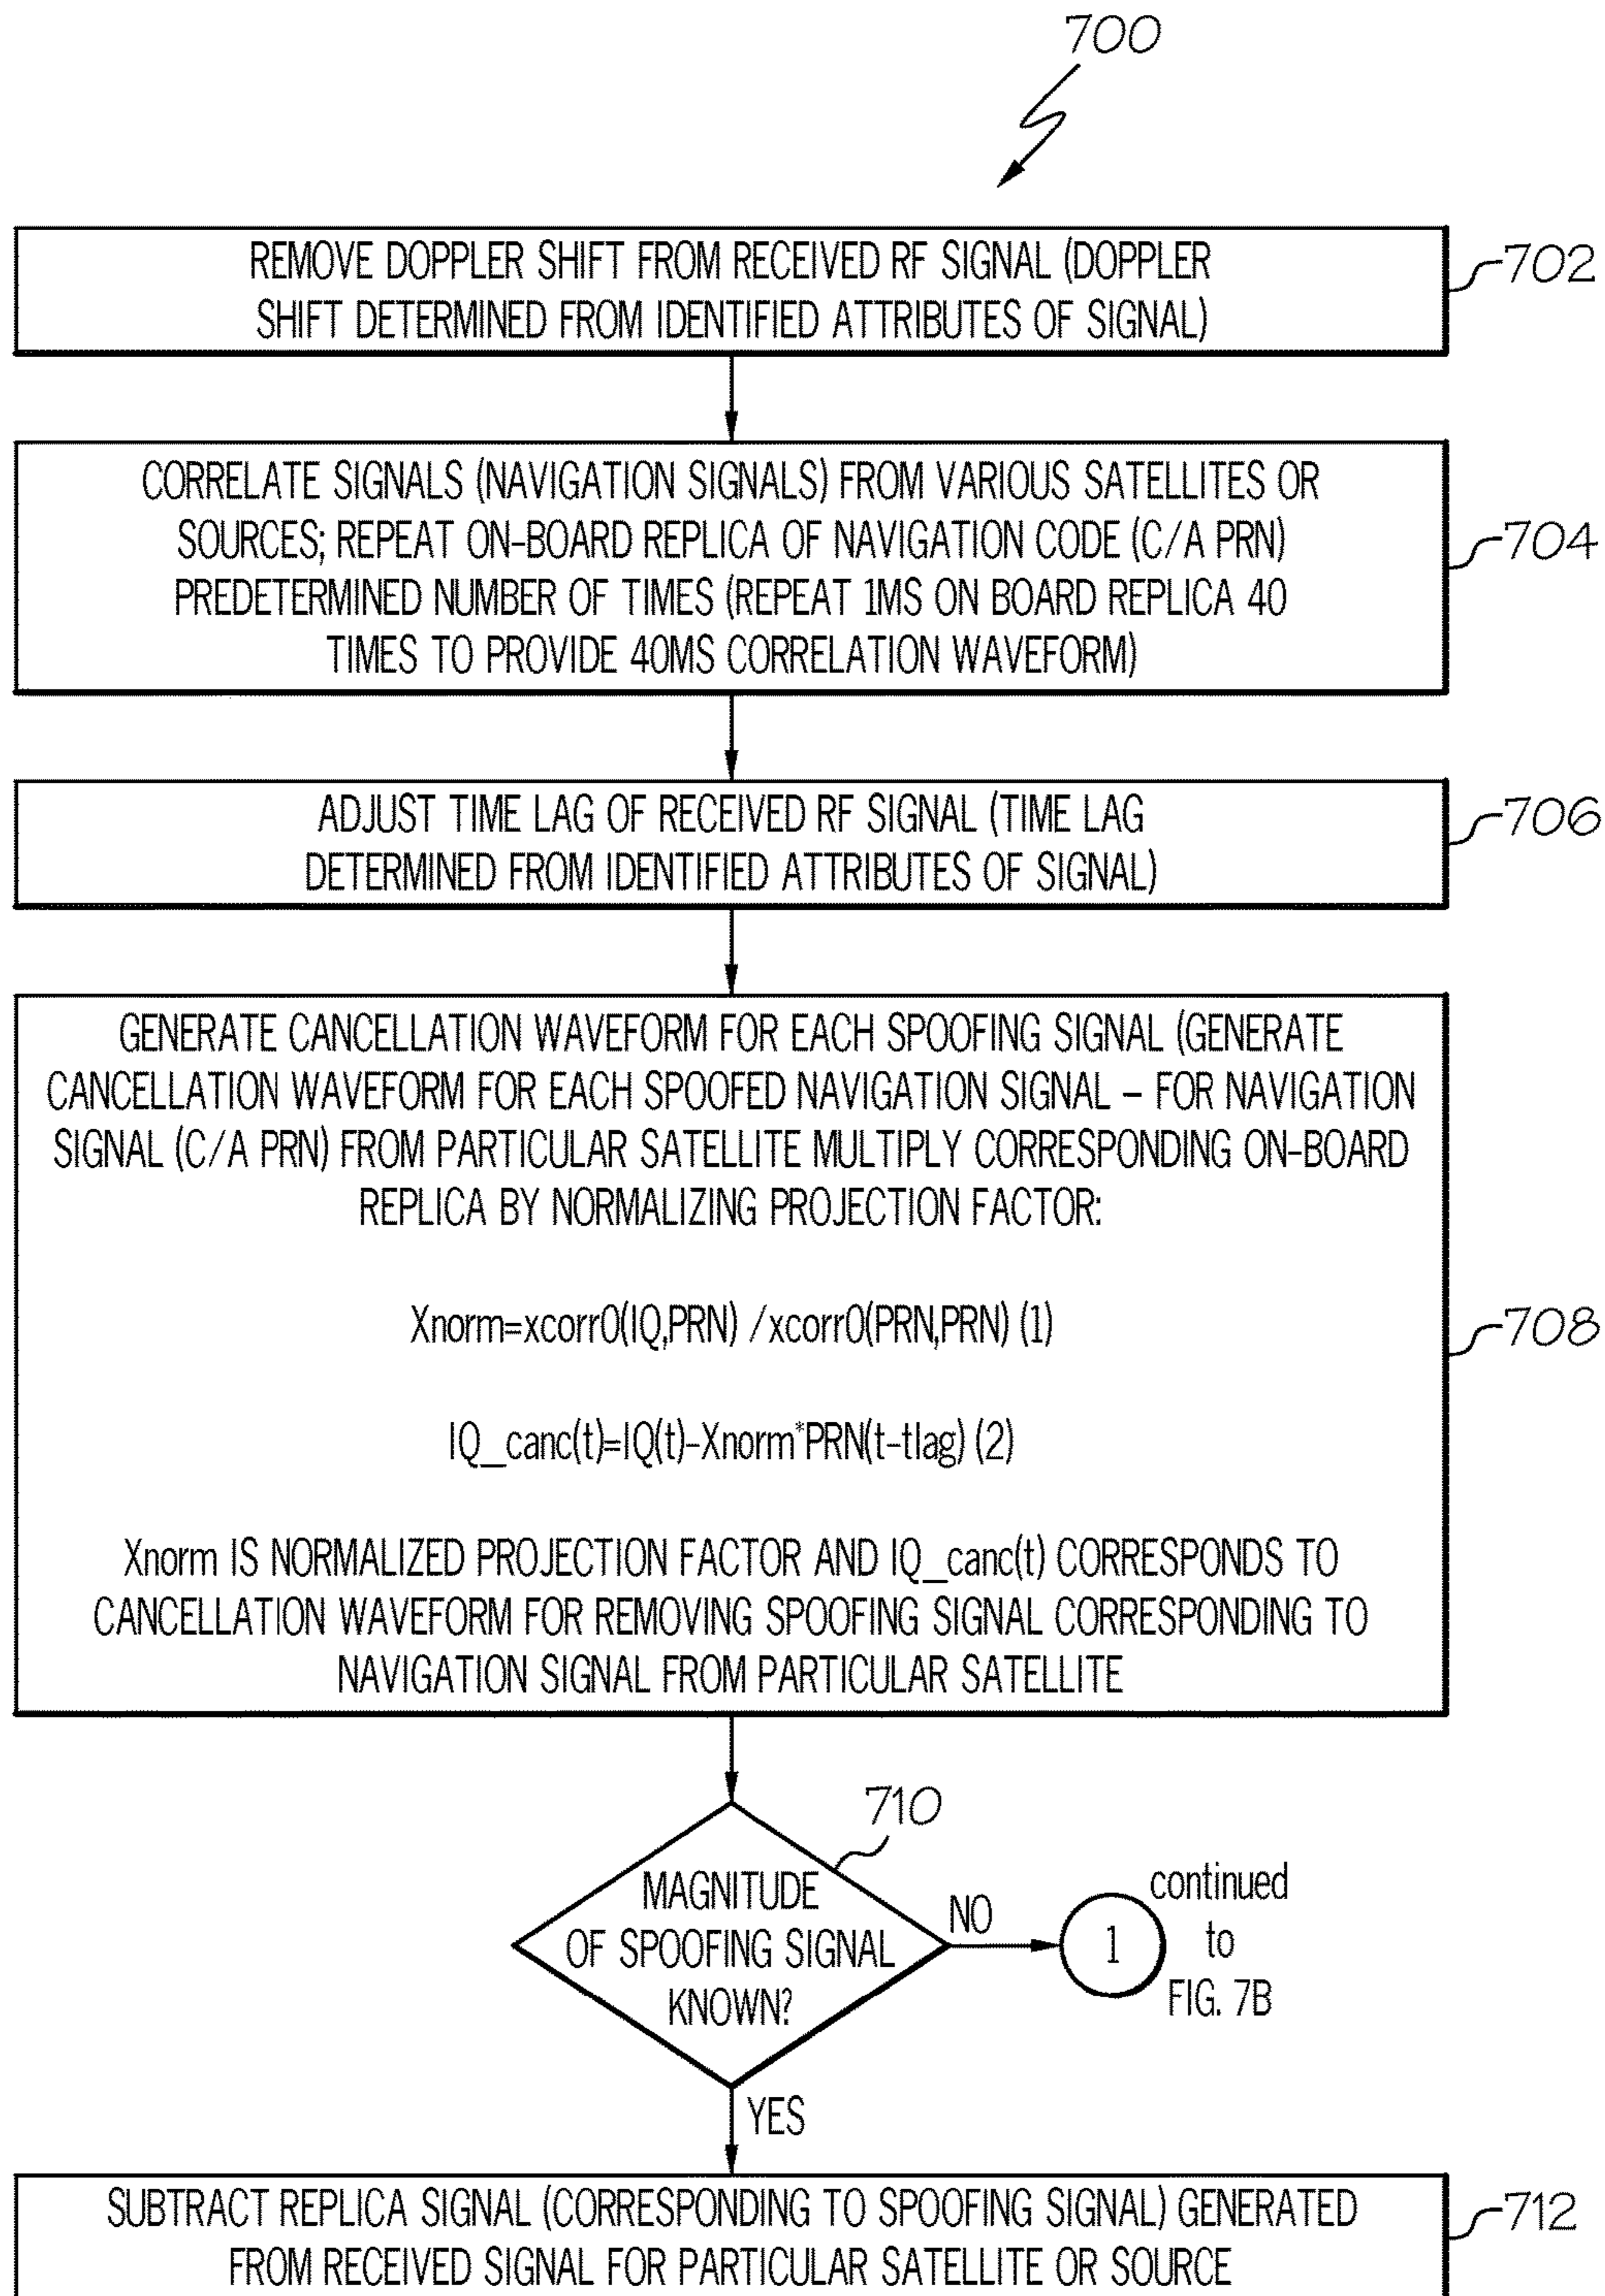 700
REMOVE DOPPLER SHIFT FROM RECEIVED RF SIGNAL (DOPPLER
SHIFT DETERMINED FROM IDENTIFIED ATTRIBUTES OF SIGNAL)
702
CORRELATE SIGNALS (NAVIGATION SIGNALS) FROM VARIOUS SATELLITES OR
SOURCES; REPEAT ON-BOARD REPLICA OF NAVIGATION CODE (C/A PRN)
PREDETERMINED NUMBER OF TIMES (REPEAT 1MS ON BOARD REPLICA 40
TIMES TO PROVIDE 40MS CORRELATION WAVEFORM)
704
ADJUST TIME LAG OF RECEIVED RF SIGNAL (TIME LAG
DETERMINED FROM IDENTIFIED ATTRIBUTES OF SIGNAL)
706
GENERATE CANCELLATION WAVEFORM FOR EACH SPOOFING SIGNAL (GENERATE
CANCELLATION WAVEFORM FOR EACH SPOOFED NAVIGATION SIGNAL – FOR NAVIGATION
SIGNAL (C/A PRN) FROM PARTICULAR SATELLITE MULTIPLY CORRESPONDING ON-BOARD
REPLICA BY NORMALIZING PROJECTION FACTOR:
Xnorm=xcorr0(IQ,PRN) /xcorr0(PRN,PRN) (1)
IQ_canc(t)=IQ(t)-Xnorm*PRN(t-tlag) (2)
Xnorm IS NORMALIZED PROJECTION FACTOR AND IQ_canc(t) CORRESPONDS TO
CANCELLATION WAVEFORM FOR REMOVING SPOOFING SIGNAL CORRESPONDING TO
NAVIGATION SIGNAL FROM PARTICULAR SATELLITE
708
710
MAGNITUDE
OF SPOOFING SIGNAL
KNOWN?
NO
1
continued
to
FIG. 7B
YES
SUBTRACT REPLICA SIGNAL (CORRESPONDING TO SPOOFING SIGNAL) GENERATED
FROM RECEIVED SIGNAL FOR PARTICULAR SATELLITE OR SOURCE
712